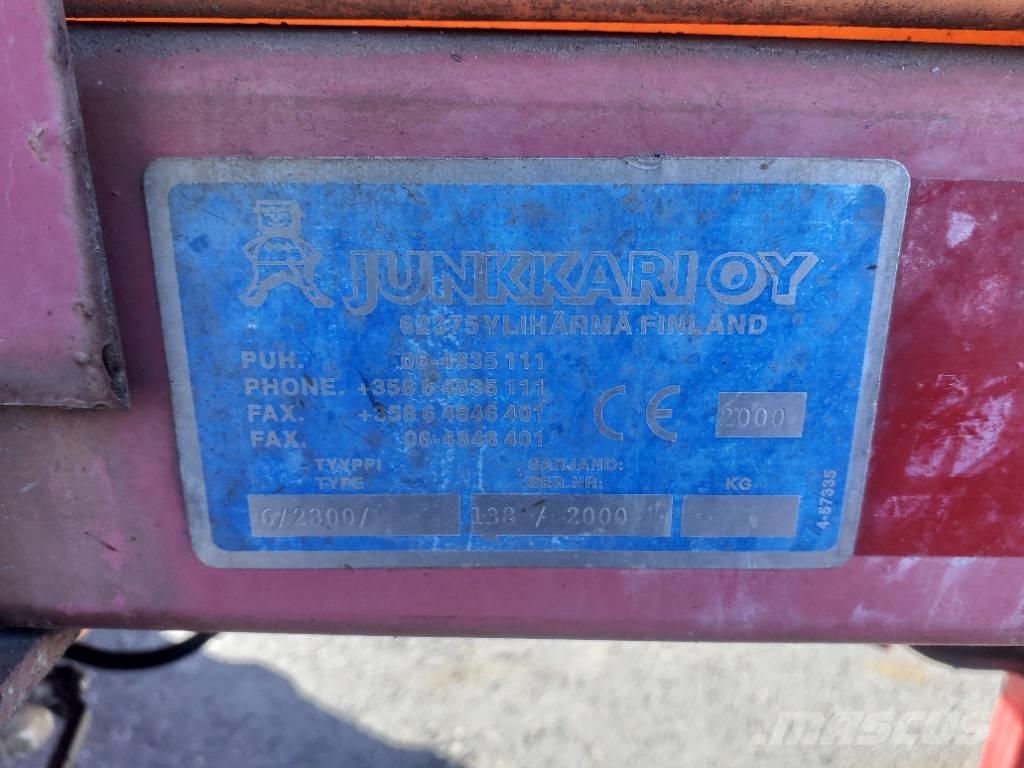 JUNKKARI OY
62375 YLIHÄRMÄ FINLAND
PUH. 06-4835 111
PHONE. +358 6 4835 111
FAX. +358 6 4846 401
FAX. 06-4846 401
CE 2000
TYYPPI SARJANO: KG
TYPE SER.NR:
G/2300/ 138 / 2000
4-57335
MASCUS